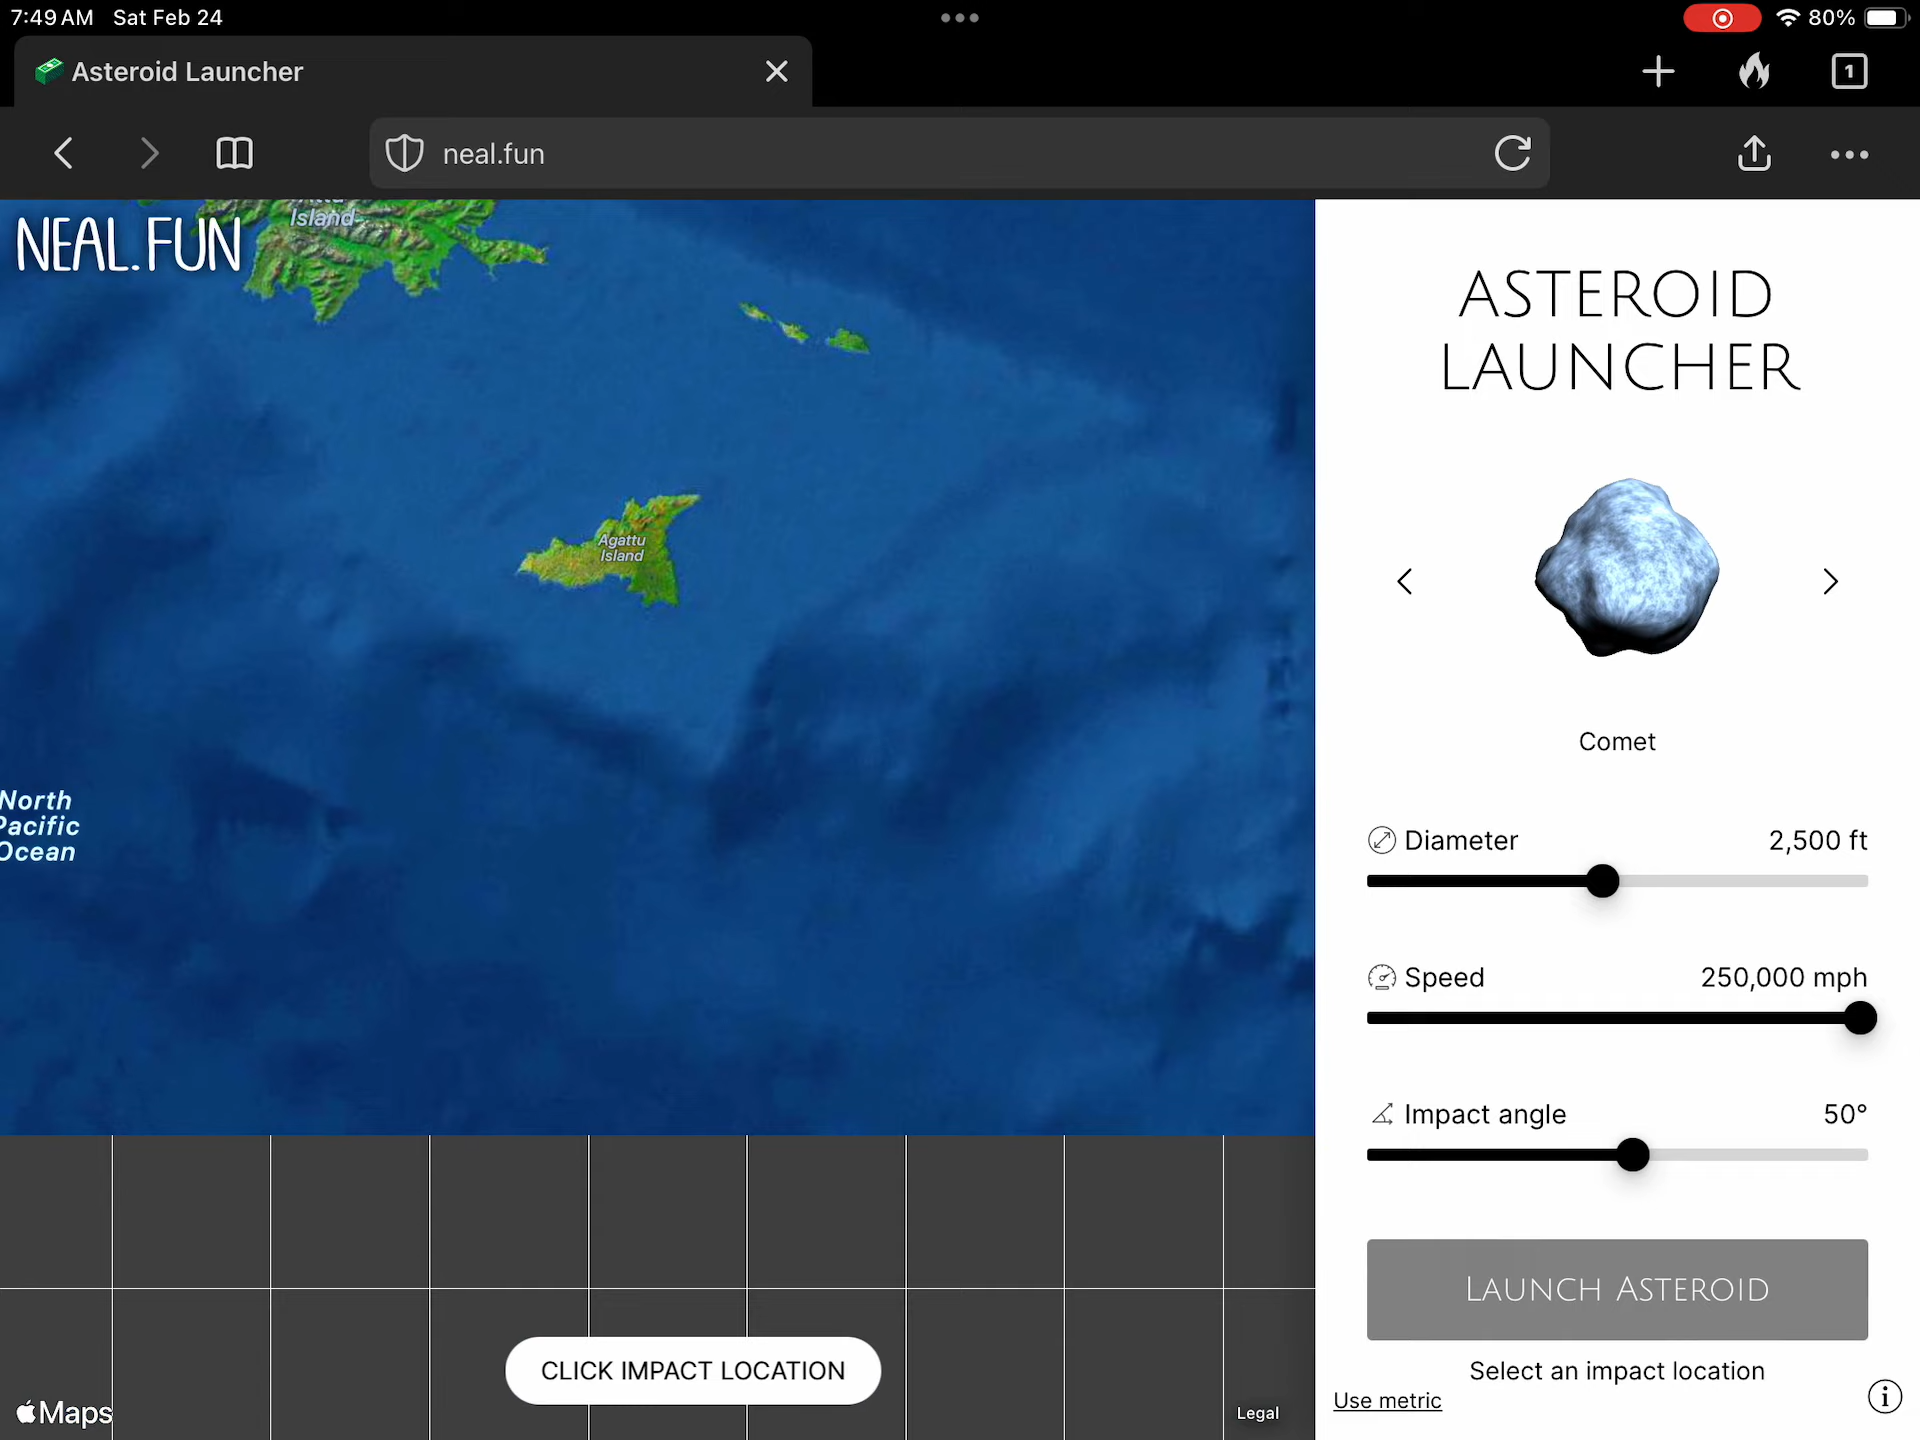 7:49 AM Sat Feb 24
80%
Asteroid Launcher
1
neal.fun
NEAL.FUN
Island
Agattu
Island
North
Pacific
Ocean
CLICK IMPACT LOCATION
Maps
Legal
ASTEROID
LAUNCHER
Comet
Diameter 2,500 ft
Speed 250,000 mph
Impact angle 50°
LAUNCH ASTEROID
Select an impact location
Use metric